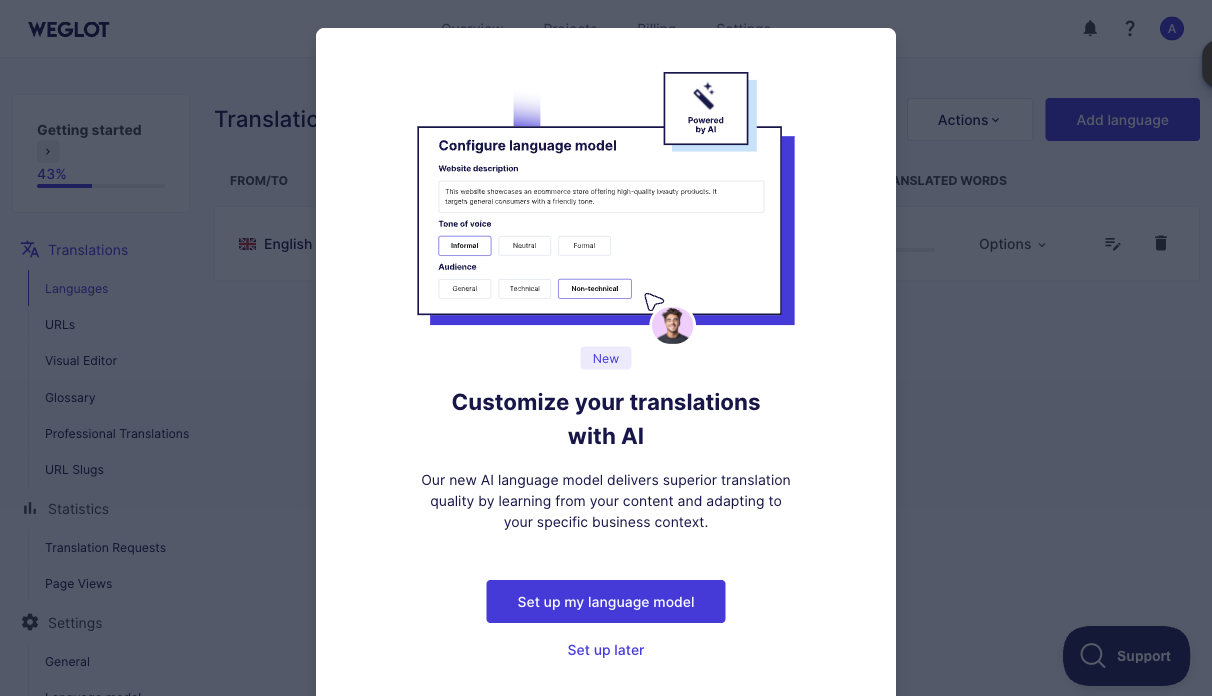 WEGLOT
Overview
Projects
Billing
Settings
?
A
Getting started
43%
Translations
Languages
URLs
Visual Editor
Glossary
Professional Translations
URL Slugs
Statistics
Translation Requests
Page Views
Settings
General
Language model
Actions
Add language
FROM/TO
English
Options
Powered
by AI
Configure language model
Website description
This website showcases an ecommerce store offering high-quality beauty products. It
targets general consumers with a friendly tone.
Tone of voice
Informal
Neutral
Formal
Audience
General
Technical
Non-technical
New
Customize your translations
with AI
Our new AI language model delivers superior translation
quality by learning from your content and adapting to
your specific business context.
Set up my language model
Set up later
Support